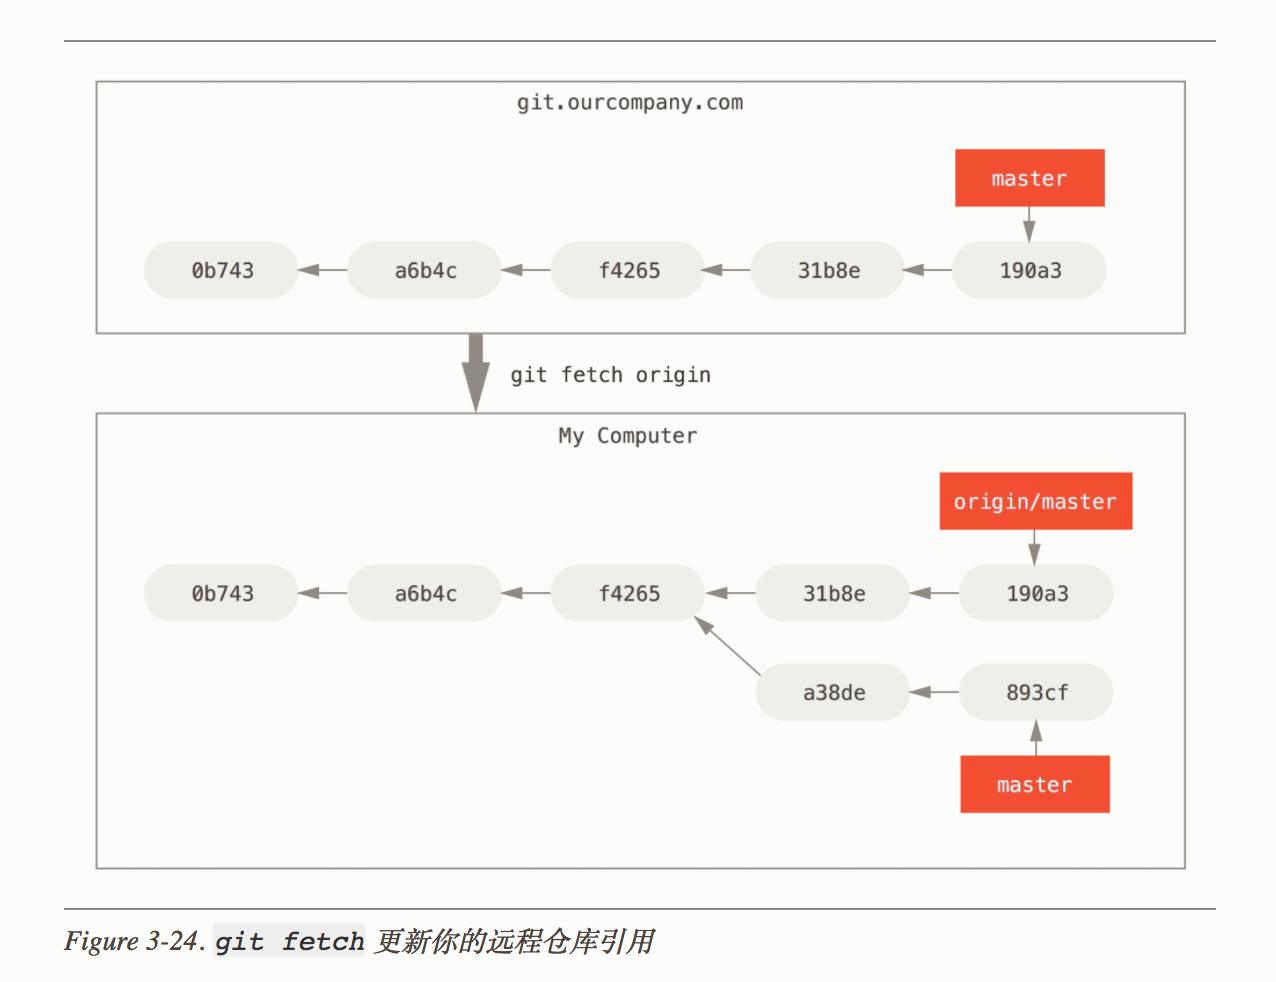 git.ourcompany.com
master
0b743 a6b4c f4265 31b8e 190a3
git fetch origin
My Computer
origin/master
0b743 a6b4c f4265 31b8e 190a3
a38de 893cf
master
Figure 3-24. git fetch 更新你的远程仓库引用